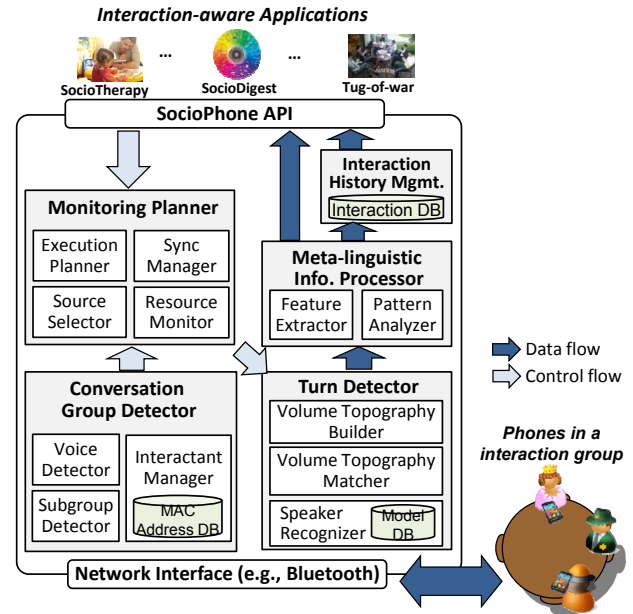 Interaction-aware Applications
... ...
SocioTherapy SocioDigest Tug-of-war
SocioPhone API
Interaction
History Mgmt.
Interaction DB
Monitoring Planner
Execution
Planner
Sync
Manager
Source
Selector
Resource
Monitor
Meta-linguistic
Info. Processor
Feature
Extractor
Pattern
Analyzer
Data flow
Control flow
Conversation
Group Detector
Voice
Detector
Subgroup
Detector
Interactant
Manager
MAC
Address DB
Turn Detector
Volume Topography
Builder
Volume Topography
Matcher
Speaker
Recognizer
Model
DB
Phones in a
interaction group
Network Interface (e.g., Bluetooth)